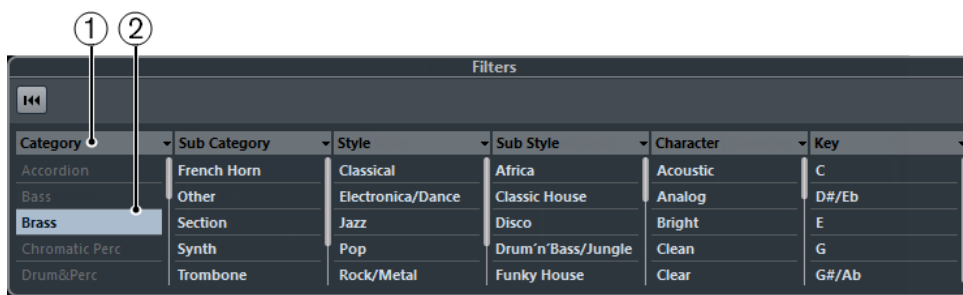 1 2
Filters
Category Sub Category Style Sub Style Character Key
Accordion French Horn Classical Africa Acoustic C
Bass Other Electronica/Dance Classic House Analog D#/Eb
Brass Section Jazz Disco Bright E
Chromatic Perc Synth Pop Drum´n´Bass/Jungle Clean G
Drum&Perc Trombone Rock/Metal Funky House Clear G#/Ab